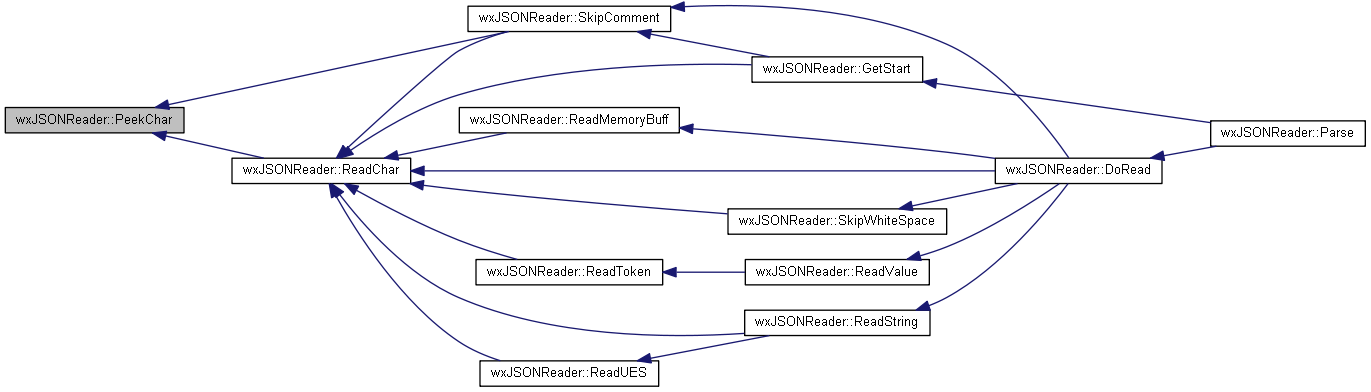 wxJSONReader::SkipComment
wxJSONReader::GetStart
wxJSONReader::PeekChar
wxJSONReader::ReadMemoryBuff
wxJSONReader::Parse
wxJSONReader::ReadChar
wxJSONReader::DoRead
wxJSONReader::SkipWhiteSpace
wxJSONReader::ReadToken
wxJSONReader::ReadValue
wxJSONReader::ReadString
wxJSONReader::ReadUES